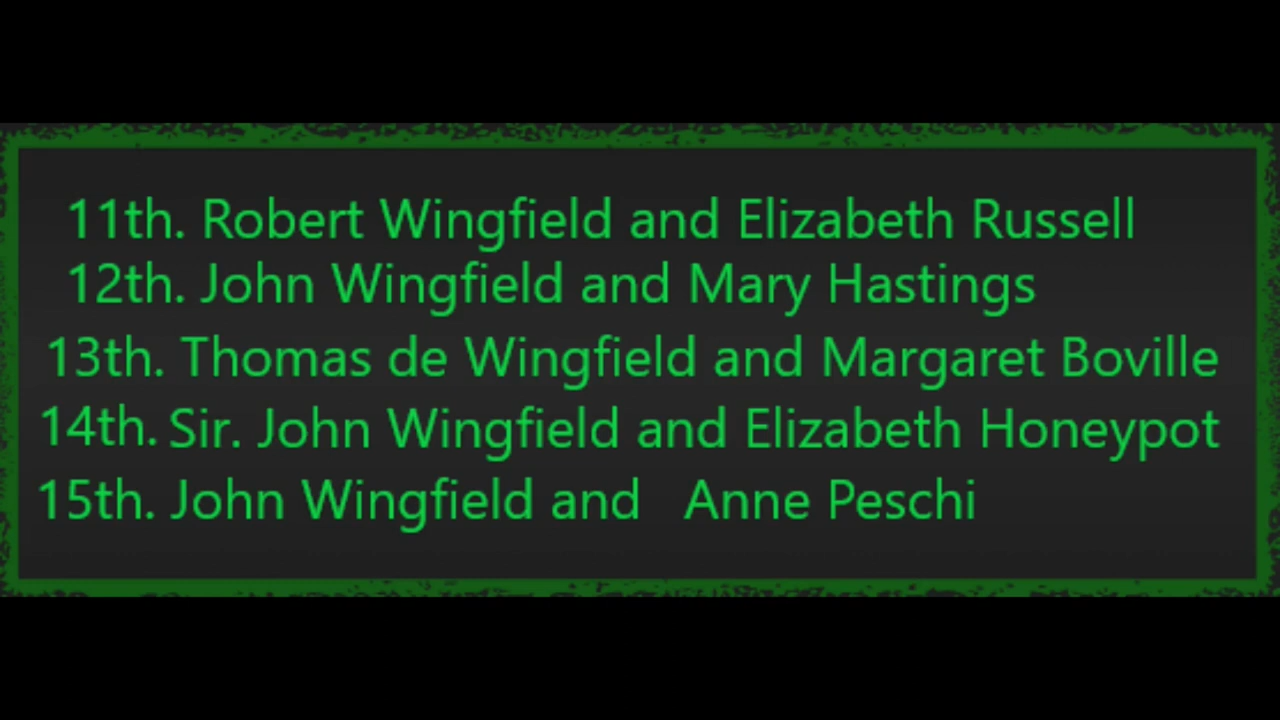 11th. Robert Wingfield and Elizabeth Russell
12th. John Wingfield and Mary Hastings
13th. Thomas de Wingfield and Margaret Boville
14th. Sir. John Wingfield and Elizabeth Honeypot
15th. John Wingfield and Anne Peschi